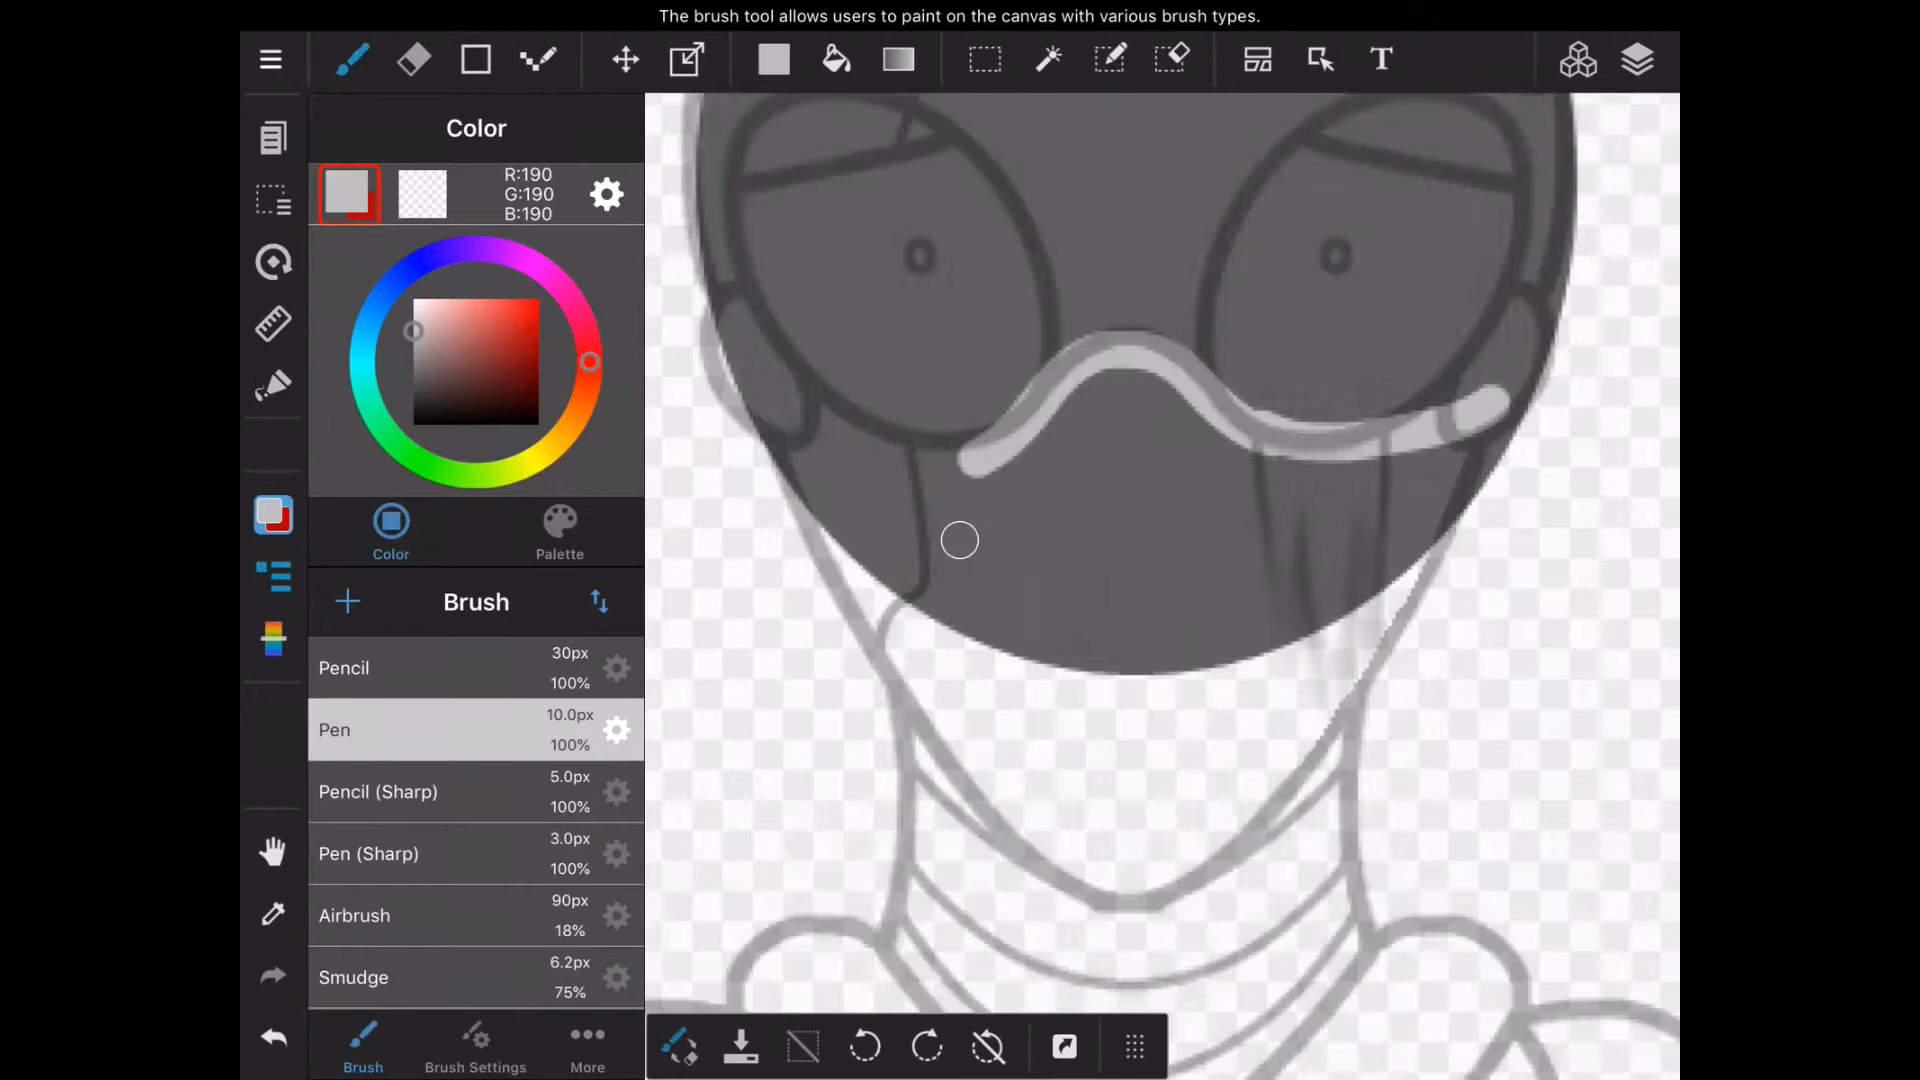 The brush tool allows users to paint on the canvas with various brush types.
T
Color
R:190
G:190
B:190
Color
Palette
Brush
Pencil
30px
100%
Pen
10.0px
100%
Pencil (Sharp)
5.0px
100%
Pen (Sharp)
3.0px
100%
Airbrush
90px
18%
Smudge
6.2px
75%
Brush
Brush Settings
More